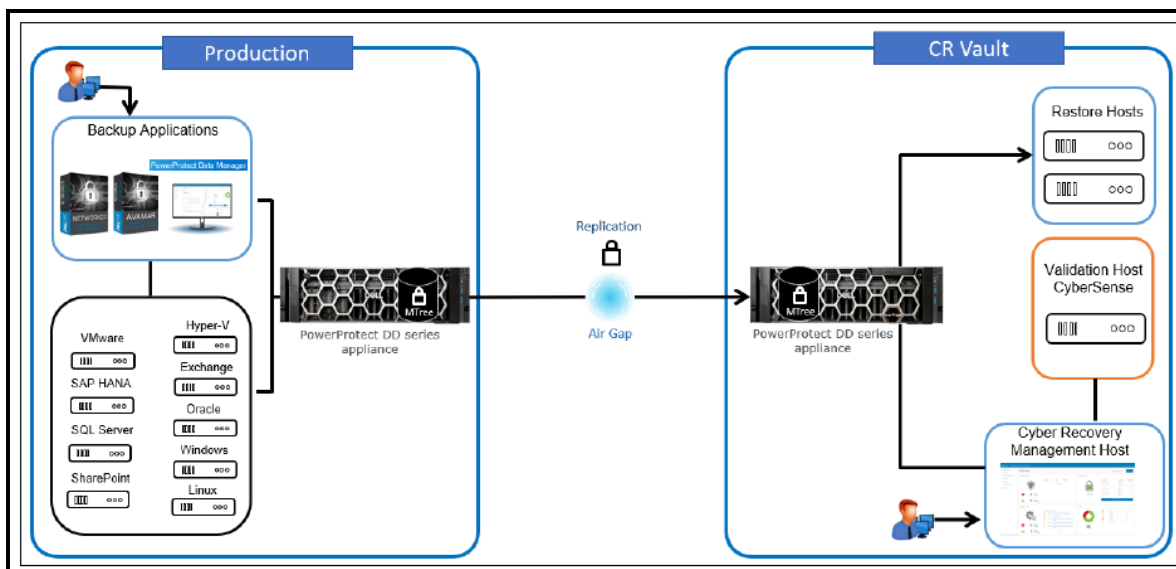 Production
Backup Applications
PowerProtect Data Manager
NETWORKER
AVAMAR
VMware
SAP HANA
SQL Server
SharePoint
Hyper-V
Exchange
Oracle
Windows
Linux
DELL
MTree
PowerProtect DD series
appliance
Replication
Air Gap
CR Vault
MTree
PowerProtect DD series
appliance
Restore Hosts
Validation Host
CyberSense
Cyber Recovery
Management Host